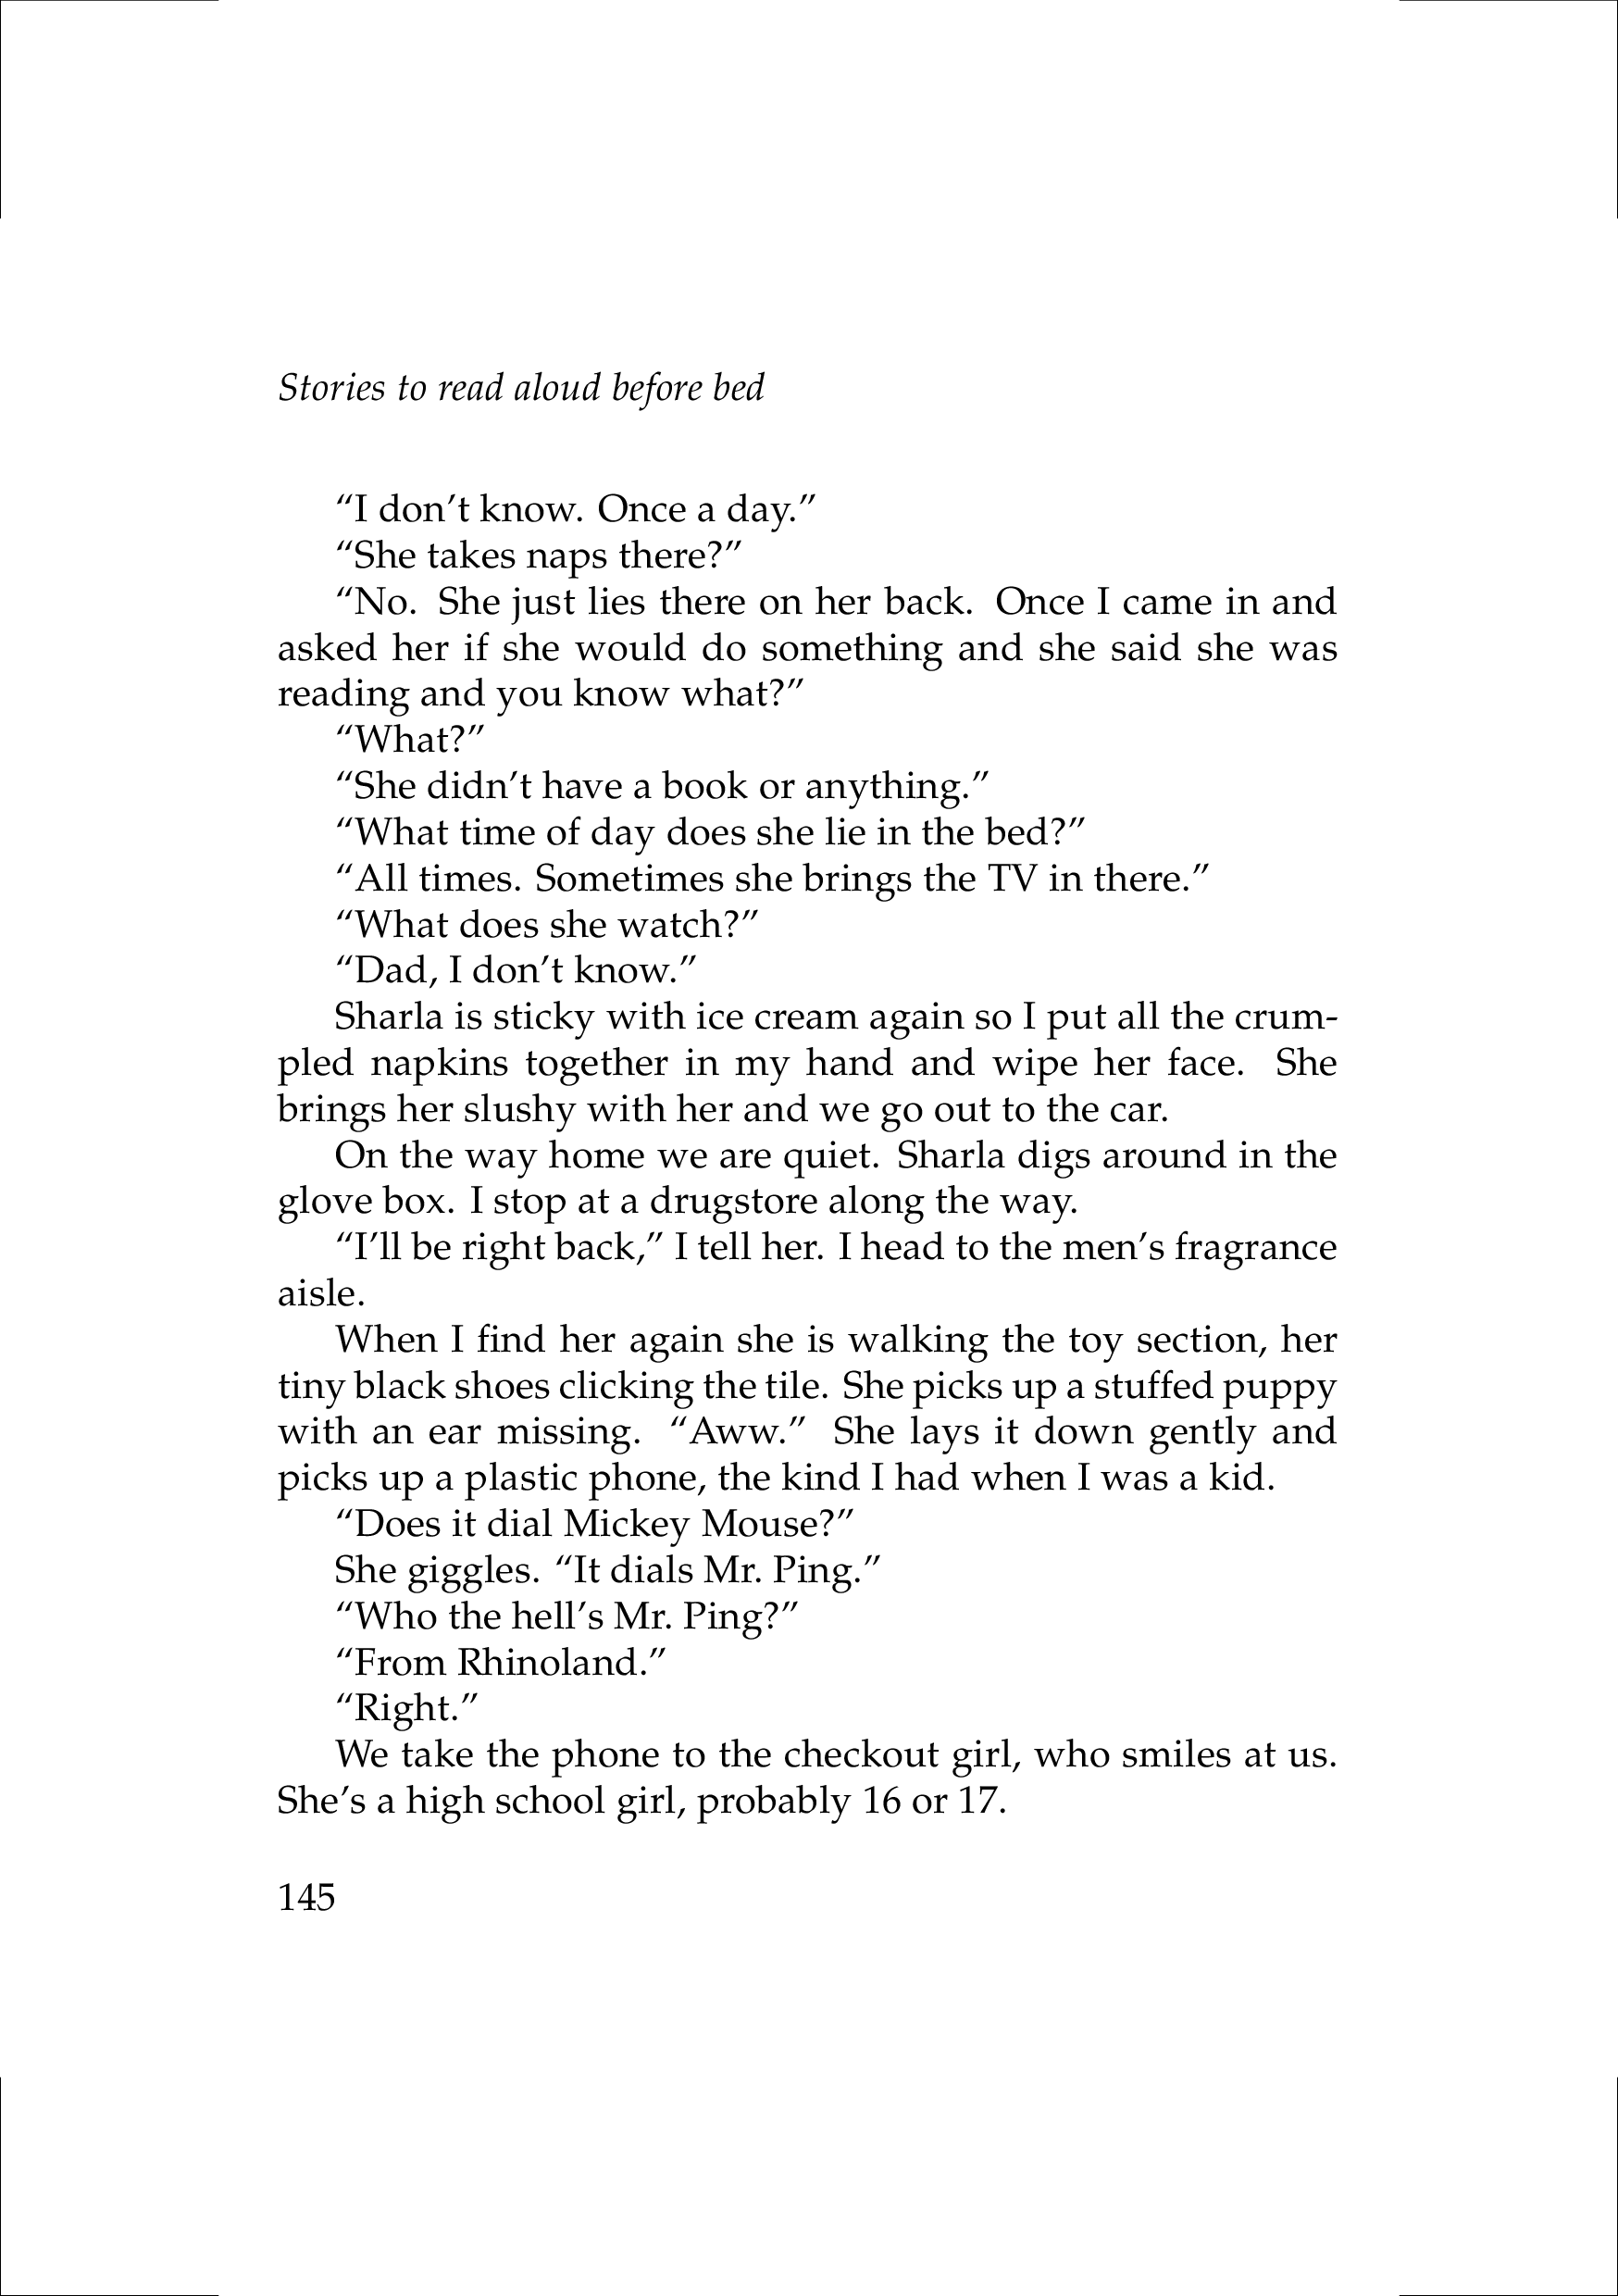 Stories to read aloud before bed
“I don’t know. Once a day.”
“She takes naps there?”
“No. She just lies there on her back. Once I came in and
asked her if she would do something and she said she was
reading and you know what?”
“What?”
“She didn’t have a book or anything.”
“What time of day does she lie in the bed?”
“All times. Sometimes she brings the TV in there.”
“What does she watch?”
“Dad, I don’t know.”
Sharla is sticky with ice cream again so I put all the crum-
pled napkins together in my hand and wipe her face. She
brings her slushy with her and we go out to the car.
On the way home we are quiet. Sharla digs around in the
glove box. I stop at a drugstore along the way.
“I’ll be right back,” I tell her. I head to the men’s fragrance
aisle.
When I find her again she is walking the toy section, her
tiny black shoes clicking the tile. She picks up a stuffed puppy
with an ear missing. “Aww.” She lays it down gently and
picks up a plastic phone, the kind I had when I was a kid.
“Does it dial Mickey Mouse?”
She giggles. “It dials Mr. Ping.”
“Who the hell’s Mr. Ping?”
“From Rhinoland.”
“Right.”
We take the phone to the checkout girl, who smiles at us.
She’s a high school girl, probably 16 or 17.
145